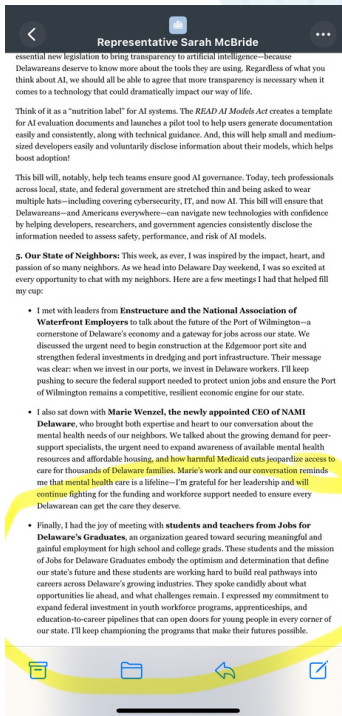 Representative Sarah McBride
essential new legislation to bring transparency to artificial intelligence—because
Delawareans deserve to know more about the tools they are using. Regardless of what you
think about AI, we should all be able to agree that more transparency is necessary when it
comes to a technology that could dramatically impact our way of life.
Think of it as a “nutrition label” for AI systems. The READ AI Models Act creates a template
for AI evaluation documents and launches a pilot tool to help users generate documentation
easily and consistently, along with technical guidance. And, this will help small and medium-
sized developers easily and voluntarily disclose information about their models, which helps
boost adoption!
This bill will, notably, help tech teams ensure good AI governance. Today, tech professionals
across local, state, and federal government are stretched thin and being asked to wear
multiple hats—including covering cybersecurity, IT, and now AI. This bill will ensure that
Delawareans—and Americans everywhere—can navigate new technologies with confidence
by helping developers, researchers, and government agencies consistently disclose the
information needed to assess safety, performance, and risk of AI models.
5. Our State of Neighbors: This week, as ever, I was inspired by the impact, heart, and
passion of so many neighbors. As we head into Delaware Day weekend, I was so excited at
every opportunity to chat with my neighbors. Here are a few meetings I had that helped fill
my cup:
• I met with leaders from Enstructure and the National Association of
Waterfront Employers to talk about the future of the Port of Wilmington—a
cornerstone of Delaware’s economy and a gateway for jobs across our state. We
discussed the urgent need to begin construction at the Edgemoor port site and
strengthen federal investments in dredging and port infrastructure. Their message
was clear: when we invest in our ports, we invest in Delaware workers. I’ll keep
pushing to secure the federal support needed to protect union jobs and ensure the Port
of Wilmington remains a competitive, resilient economic engine for our state.
• I also sat down with Marie Wenzel, the newly appointed CEO of NAMI
Delaware, who brought both expertise and heart to our conversation about the
mental health needs of our neighbors. We talked about the growing demand for peer-
support specialists, the urgent need to expand awareness of available mental health
resources and affordable housing, and how harmful Medicaid cuts jeopardize access to
care for thousands of Delaware families. Marie’s work and our conversation reminds
me that mental health care is a lifeline—I’m grateful for her leadership and will
continue fighting for the funding and workforce support needed to ensure every
Delawarean can get the care they deserve.
• Finally, I had the joy of meeting with students and teachers from Jobs for
Delaware’s Graduates, an organization geared toward securing meaningful and
gainful employment for high school and college grads. These students and the mission
of Jobs for Delaware Graduates embody the optimism and determination that define
our state’s future and these students are working hard to build real pathways into
careers across Delaware’s growing industries. They spoke candidly about what
opportunities lie ahead, and what challenges remain. I expressed my commitment to
expand federal investment in youth workforce programs, apprenticeships, and
education-to-career pipelines that can open doors for young people in every corner of
our state. I’ll keep championing the programs that make their futures possible.